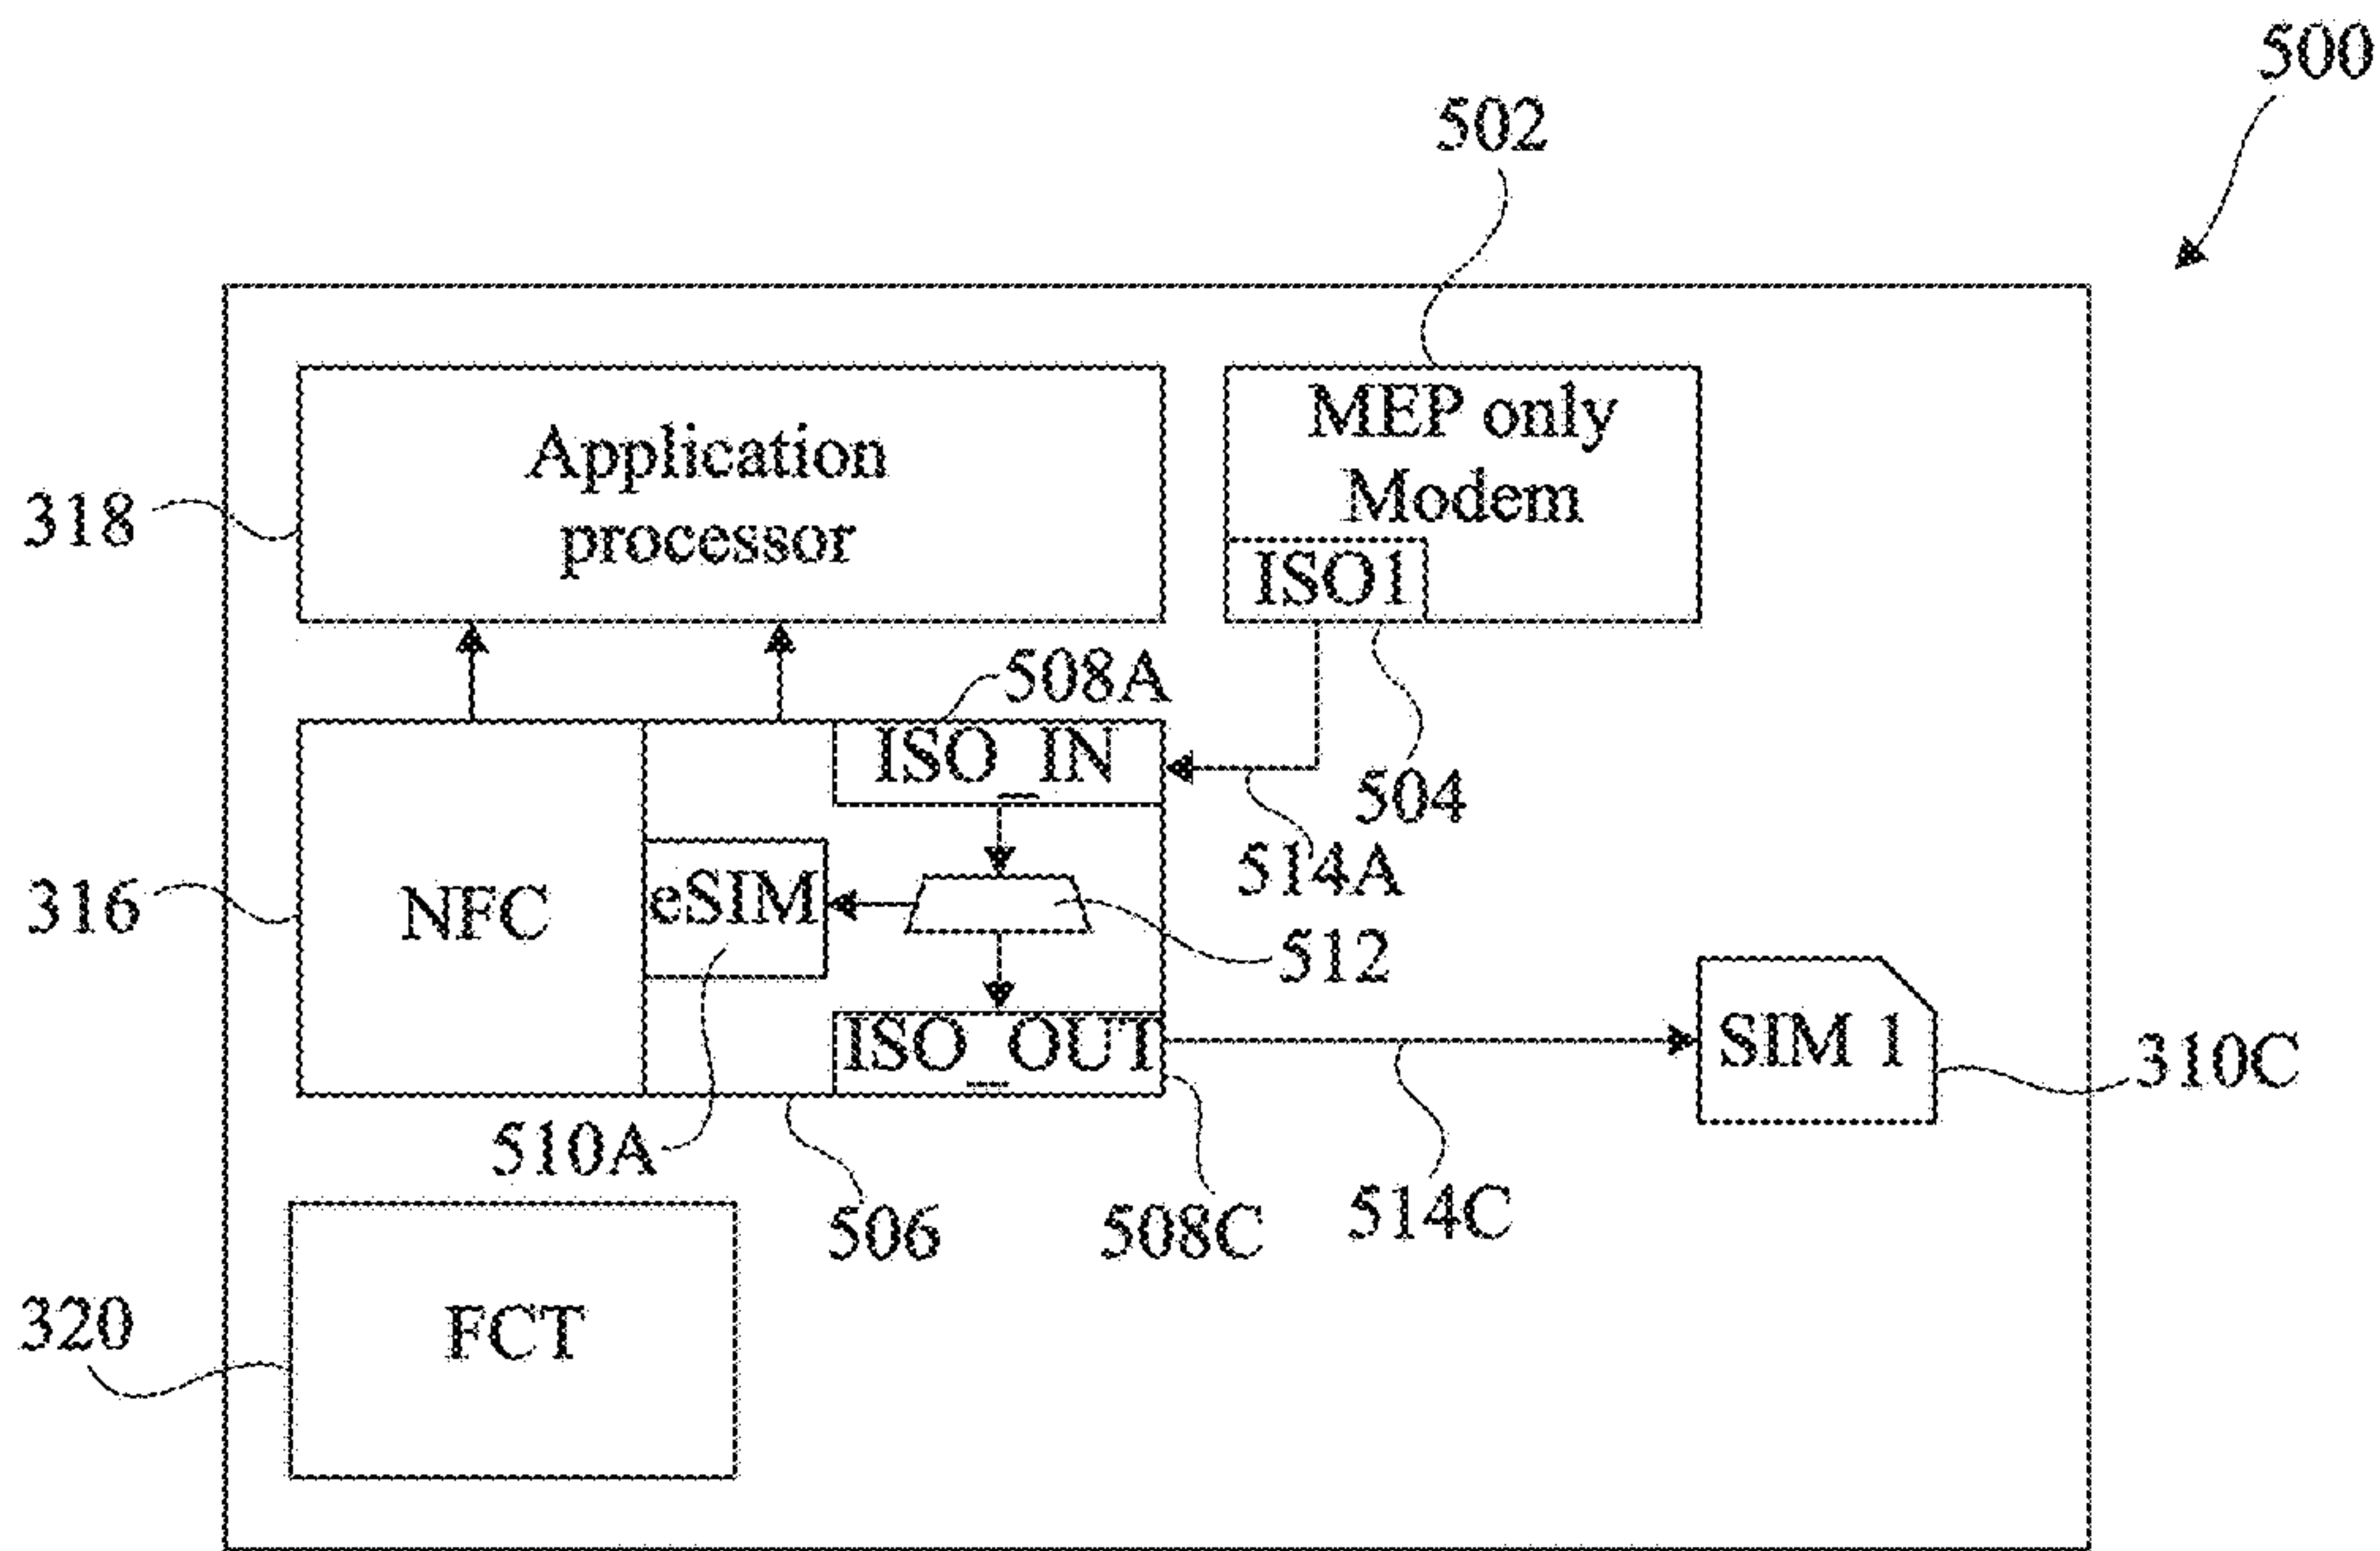 500
502
Application
processor
MEP only
Modem
ISO1
318
508A
ISO_IN
504
514A
316
NFC
eSIM
512
ISO_OUT
SIM 1
310C
510A
506
508C
514C
320
FCT